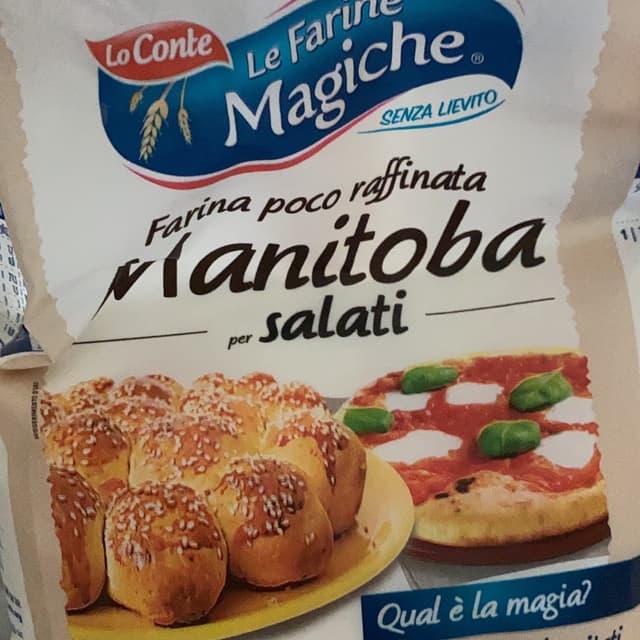 Lo Conte
Le Farine
Magiche®
SENZA LIEVITO
Farina poco raffinata
Manitoba
per salati
Qual è la magia?